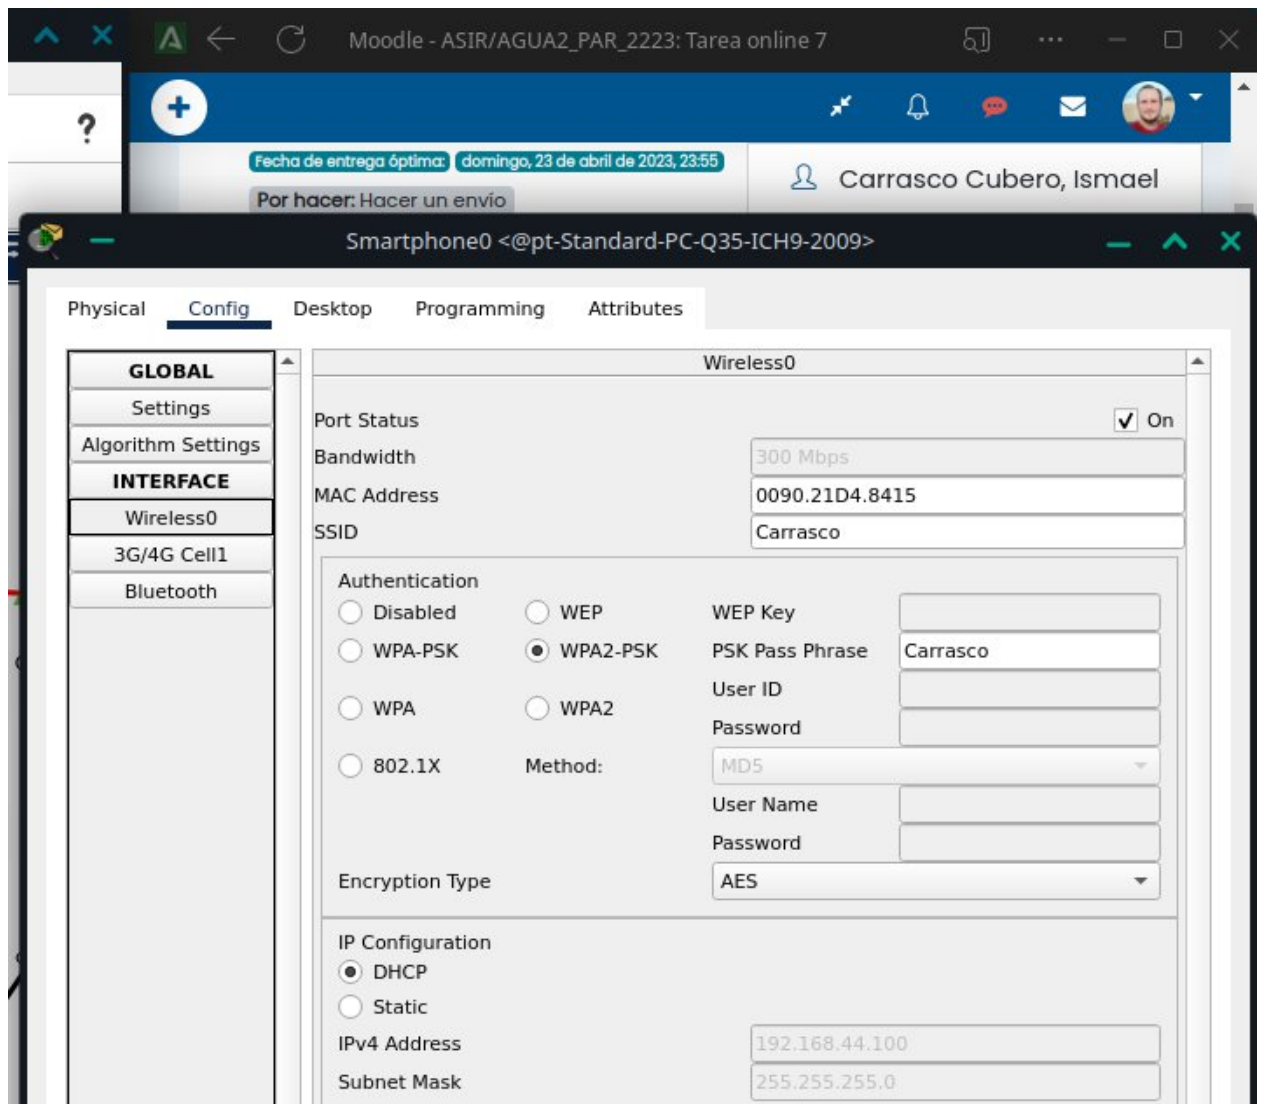 Moodle - ASIR/AGUA2_PAR_2223: Tarea online 7
?
Fecha de entrega óptima: domingo, 23 de abril de 2023, 23:55
Por hacer: Hacer un envío
Carrasco Cubero, Ismael
Smartphone0 <@pt-Standard-PC-Q35-ICH9-2009>
Physical Config Desktop Programming Attributes
GLOBAL
Settings
Algorithm Settings
INTERFACE
Wireless0
3G/4G Cell1
Bluetooth
Wireless0
Port Status On
Bandwidth 300 Mbps
MAC Address 0090.21D4.8415
SSID Carrasco
Authentication
Disabled WEP WEP Key
WPA-PSK WPA2-PSK PSK Pass Phrase Carrasco
User ID
WPA WPA2
Password
802.1X Method: MD5
User Name
Password
Encryption Type AES
IP Configuration
DHCP
Static
IPv4 Address 192.168.44.100
Subnet Mask 255.255.255.0